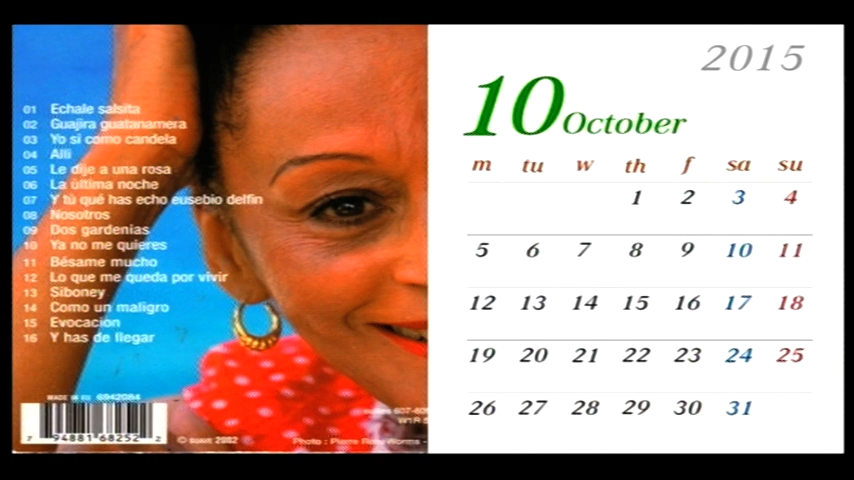 01 Echale salsita
02 Guajira guatanamera
03 Yo si como candela
04 Alli
05 Le dije a una rosa
06 La última noche
07 Y tù qué has echo eusebio delfin
08 Nosotros
09 Dos gardenias
10 Ya no me quieres
11 Bésame mucho
12 Lo que me queda por vivir
13 Siboney
14 Como un maligro
15 Evocación
16 Y has de llegar
MADE IN EU 6942084
7 94881 68252 2
© 2002
Photo : Pierre
2015
10 October
m tu w th f sa su
1 2 3 4
5 6 7 8 9 10 11
12 13 14 15 16 17 18
19 20 21 22 23 24 25
26 27 28 29 30 31